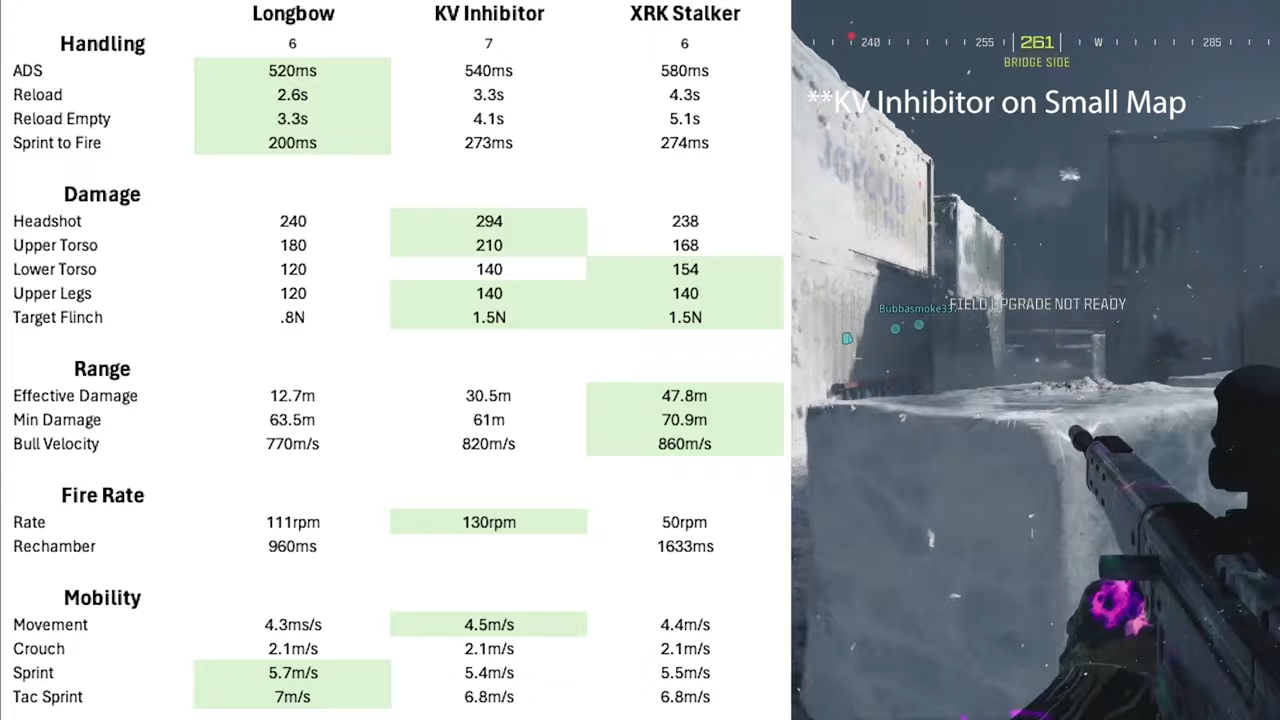 Longbow KV Inhibitor XRK Stalker
Handling 6 7 6
ADS 520ms 540ms 580ms
Reload 2.6s 3.3s 4.3s
Reload Empty 3.3s 4.1s 5.1s
Sprint to Fire 200ms 273ms 274ms
Damage
Headshot 240 294 238
Upper Torso 180 210 168
Lower Torso 120 140 154
Upper Legs 120 140 140
Target Flinch .8N 1.5N 1.5N
Range
Effective Damage 12.7m 30.5m 47.8m
Min Damage 63.5m 61m 70.9m
Bull Velocity 770m/s 820m/s 860m/s
Fire Rate
Rate 111rpm 130rpm 50rpm
Rechamber 960ms 1633ms
Mobility
Movement 4.3ms/s 4.5m/s 4.4m/s
Crouch 2.1m/s 2.1m/s 2.1m/s
Sprint 5.7m/s 5.4m/s 5.5m/s
Tac Sprint 7m/s 6.8m/s 6.8m/s
240 255 261 W 285
BRIDGE SIDE
**KV Inhibitor on Small Map
FIELD UPGRADE NOT READY